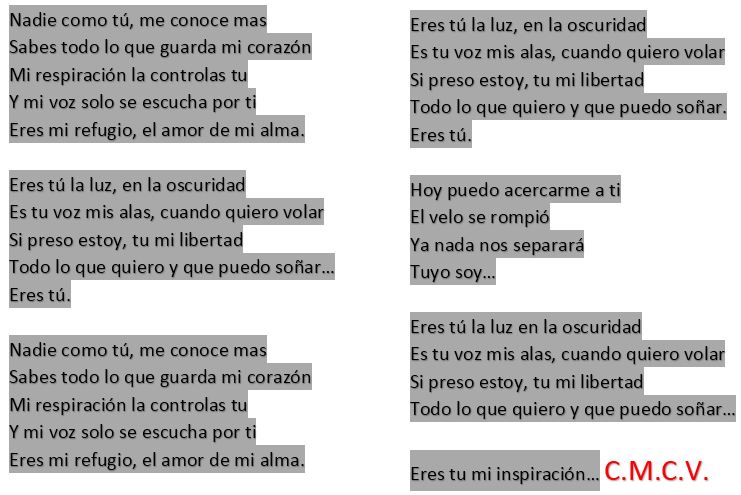 Nadie como tú, me conoce mas
Sabes todo lo que guarda mi corazón
Mi respiración la controlas tu
Y mi voz solo se escucha por ti
Eres mi refugio, el amor de mi alma.
Eres tú la luz, en la oscuridad
Es tu voz mis alas, cuando quiero volar
Si preso estoy, tu mi libertad
Todo lo que quiero y que puedo soñar...
Eres tú.
Nadie como tú, me conoce mas
Sabes todo lo que guarda mi corazón
Mi respiración la controlas tu
Y mi voz solo se escucha por ti
Eres mi refugio, el amor de mi alma.
Eres tú la luz, en la oscuridad
Es tu voz mis alas, cuando quiero volar
Si preso estoy, tu mi libertad
Todo lo que quiero y que puedo soñar.
Eres tú.
Hoy puedo acercarme a ti
El velo se rompió
Ya nada nos separará
Tuyo soy...
Eres tú la luz en la oscuridad
Es tu voz mis alas, cuando quiero volar
Si preso estoy, tu mi libertad
Todo lo que quiero y que puedo soñar...
Eres tu mi inspiración... C.M.C.V.